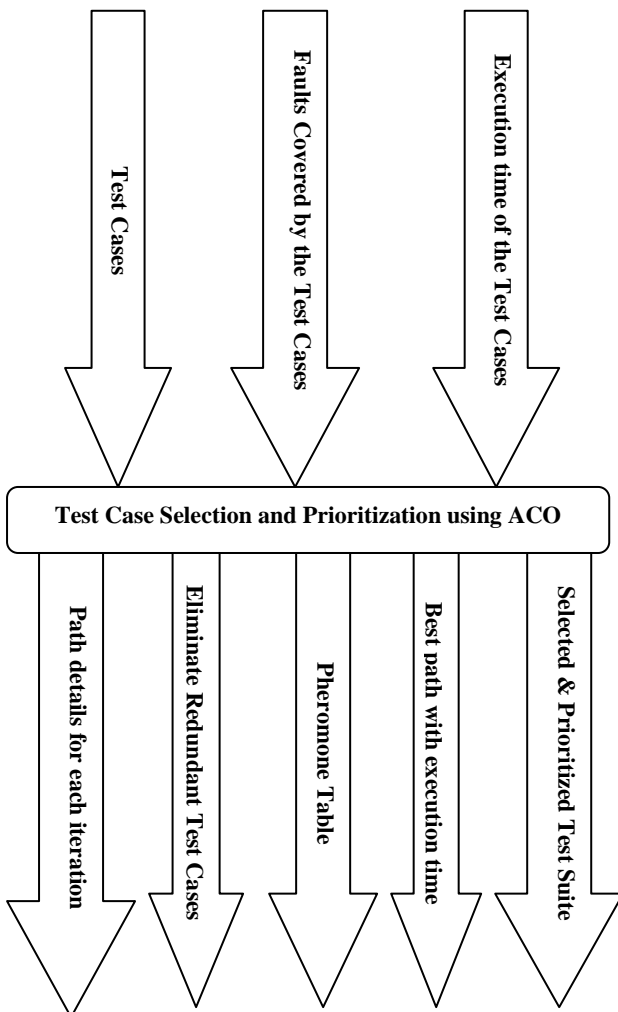 Test Cases
Faults Covered by the Test Cases
Execution time of the Test Cases
Test Case Selection and Prioritization using ACO
Path details for each iteration
Eliminate Redundant Test Cases
Pheromone Table
Best path with execution time
Selected & Prioritized Test Suite